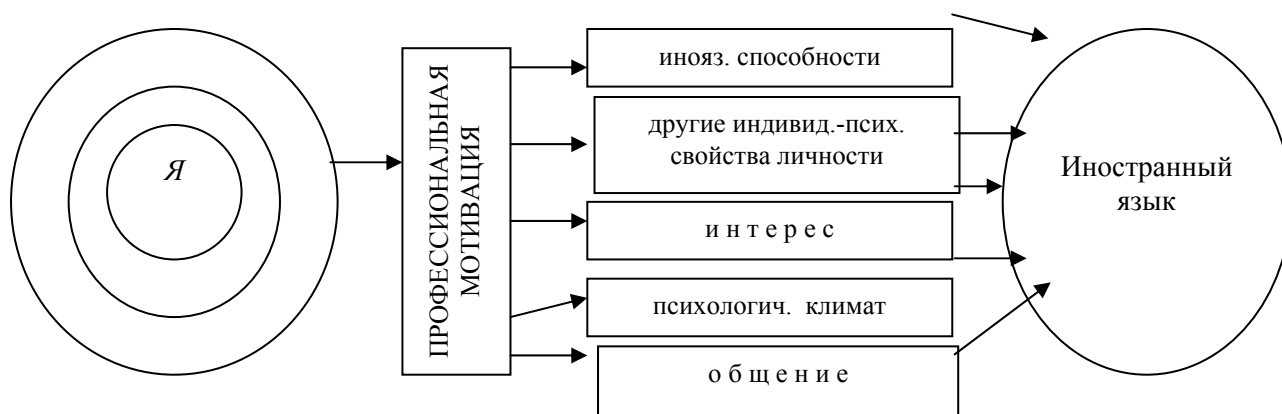 Я
ПРОФЕССИОНАЛЬНАЯ
МОТИВАЦИЯ
инояз. способности
другие индивид.-псих.
свойства личности
и н т е р е с
психологич. климат
о б щ е н и е
Иностранный
язык